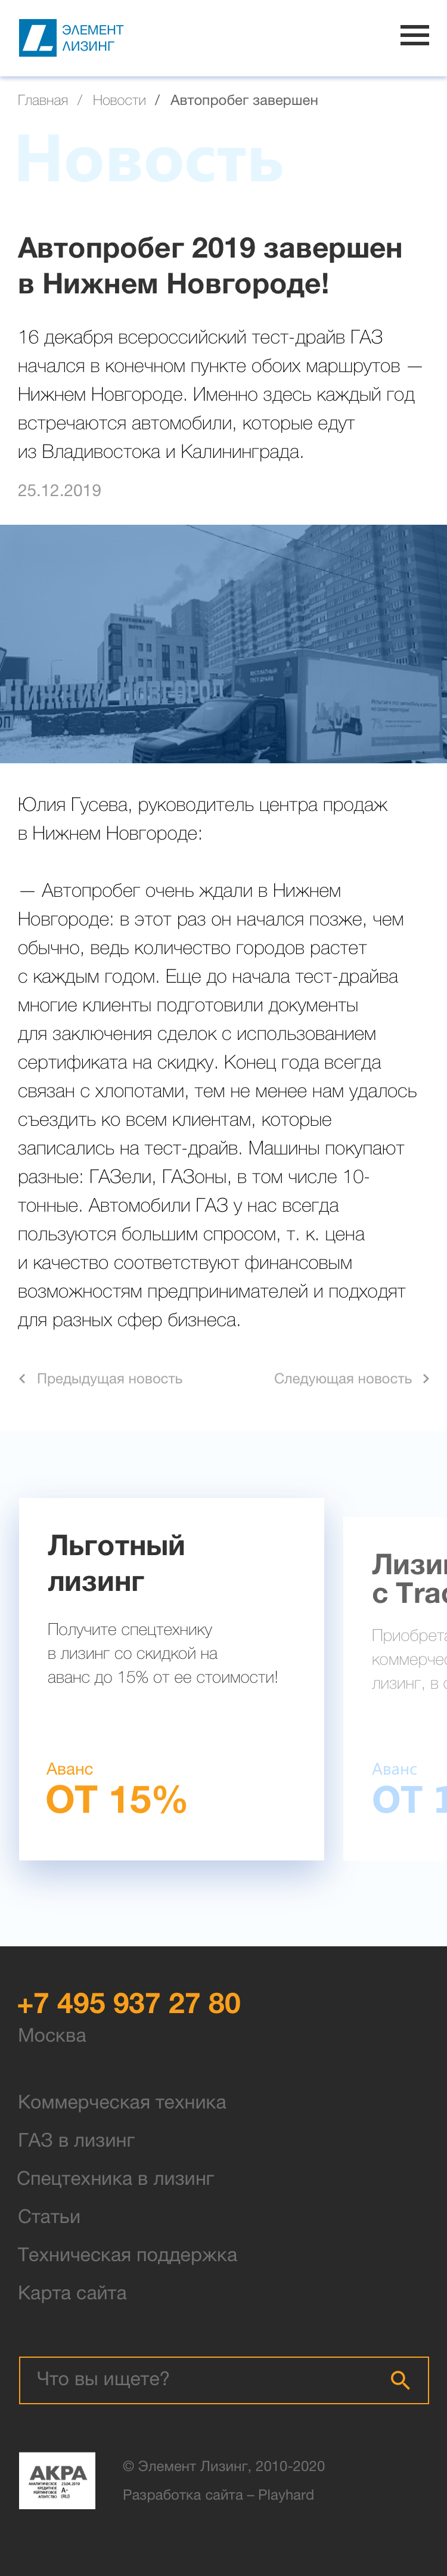 ЭЛЕМЕНТ
ЛИЗИНГ
Главная / Новости / Автопробег завершен
Новость
Автопробег 2019 завершен
в Нижнем Новгороде!
16 декабря всероссийский тест-драйв ГАЗ
начался в конечном пункте обоих маршрутов —
Нижнем Новгороде. Именно здесь каждый год
встречаются автомобили, которые едут
из Владивостока и Калининграда.
25.12.2019
НИЖНИЙ НОВГОРОД
Юлия Гусева, руководитель центра продаж
в Нижнем Новгороде:
— Автопробег очень ждали в Нижнем
Новгороде: в этот раз он начался позже, чем
обычно, ведь количество городов растет
с каждым годом. Еще до начала тест-драйва
многие клиенты подготовили документы
для заключения сделок с использованием
сертификата на скидку. Конец года всегда
связан с хлопотами, тем не менее нам удалось
съездить ко всем клиентам, которые
записались на тест-драйв. Машины покупают
разные: ГАЗели, ГАЗоны, в том числе 10-
тонные. Автомобили ГАЗ у нас всегда
пользуются большим спросом, т. к. цена
и качество соответствуют финансовым
возможностям предпринимателей и подходят
для разных сфер бизнеса.
Предыдущая новость
Следующая новость
Льготный
лизинг
Получите спецтехнику
в лизинг со скидкой на
аванс до 15% от ее стоимости!
Аванс
ОТ 15%
Лизин
с Trad
Приобрета
коммерчес
лизинг, в с
Аванс
ОТ 1
+7 495 937 27 80
Москва
Коммерческая техника
ГАЗ в лизинг
Спецтехника в лизинг
Статьи
Техническая поддержка
Карта сайта
Что вы ищете?
АКРА
© Элемент Лизинг, 2010-2020
Разработка сайта – Playhard